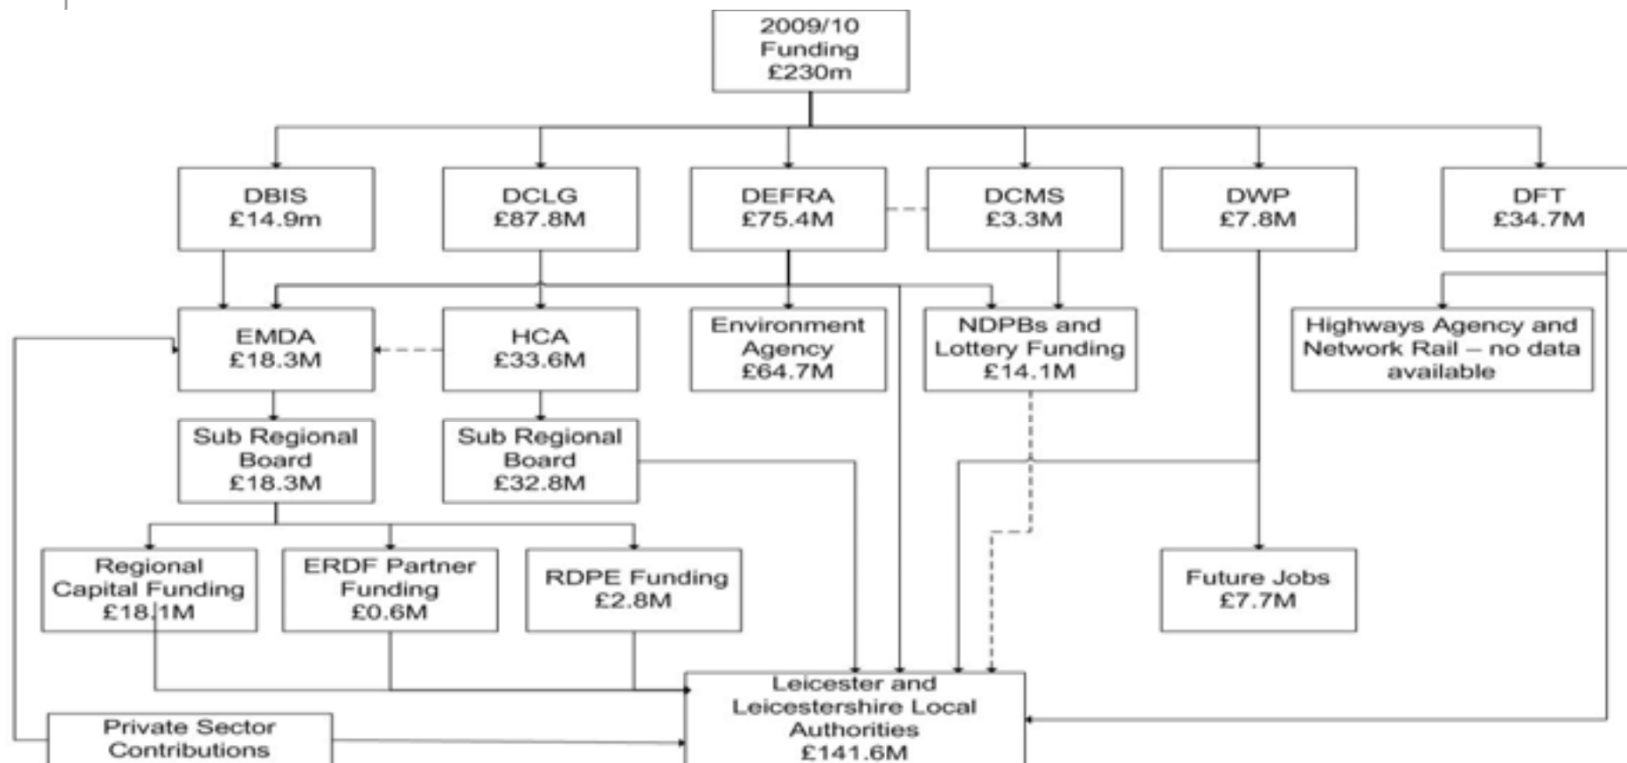 2009/10
Funding
£230m
DBIS
£14.9m
DCLG
£87.8M
DEFRA
£75.4M
DCMS
£3.3M
DWP
£7.8M
DFT
£34.7M
EMDA
£18.3M
HCA
£33.6M
Environment
Agency
£64.7M
NDPBs and
Lottery Funding
£14.1M
Highways Agency and
Network Rail – no data
available
Sub Regional
Board
£18.3M
Sub Regional
Board
£32.8M
Regional
Capital Funding
£18.1M
ERDF Partner
Funding
£0.6M
RDPE Funding
£2.8M
Future Jobs
£7.7M
Leicester and
Leicestershire Local
Authorities
£141.6M
Private Sector
Contributions